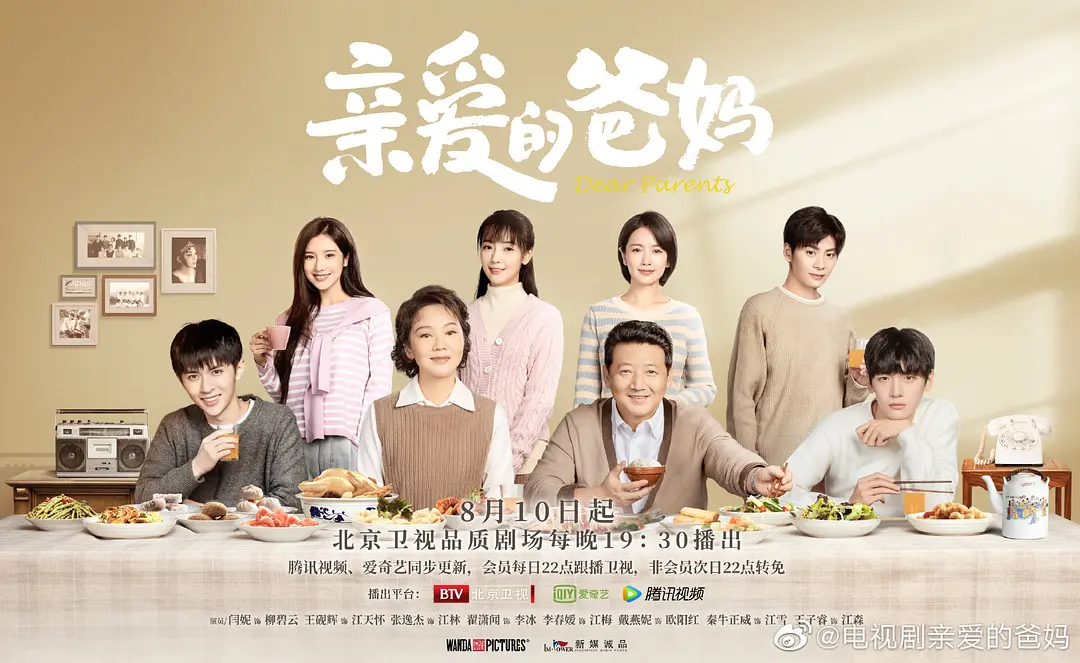 亲爱的爸妈
Dear Parents
8月10日起
北京卫视品质剧场每晚19:30播出
腾讯视频、爱奇艺同步更新，会员每日22点跟播卫视，非会员次日22点转免
播出平台： BTV 北京卫视 iQIYI 爱奇艺 腾讯视频
演员/闫妮 饰 柳碧云 王砚辉 饰 江天怀 张逸杰 饰 江林 翟潇闻 饰 李冰 李春嫒 饰 江梅 戴燕妮 饰 欧阳红 秦牛正威 饰 江雪 王子睿 饰 江森
WANDA PICTURES 新媒诚品
@电视剧亲爱的爸妈